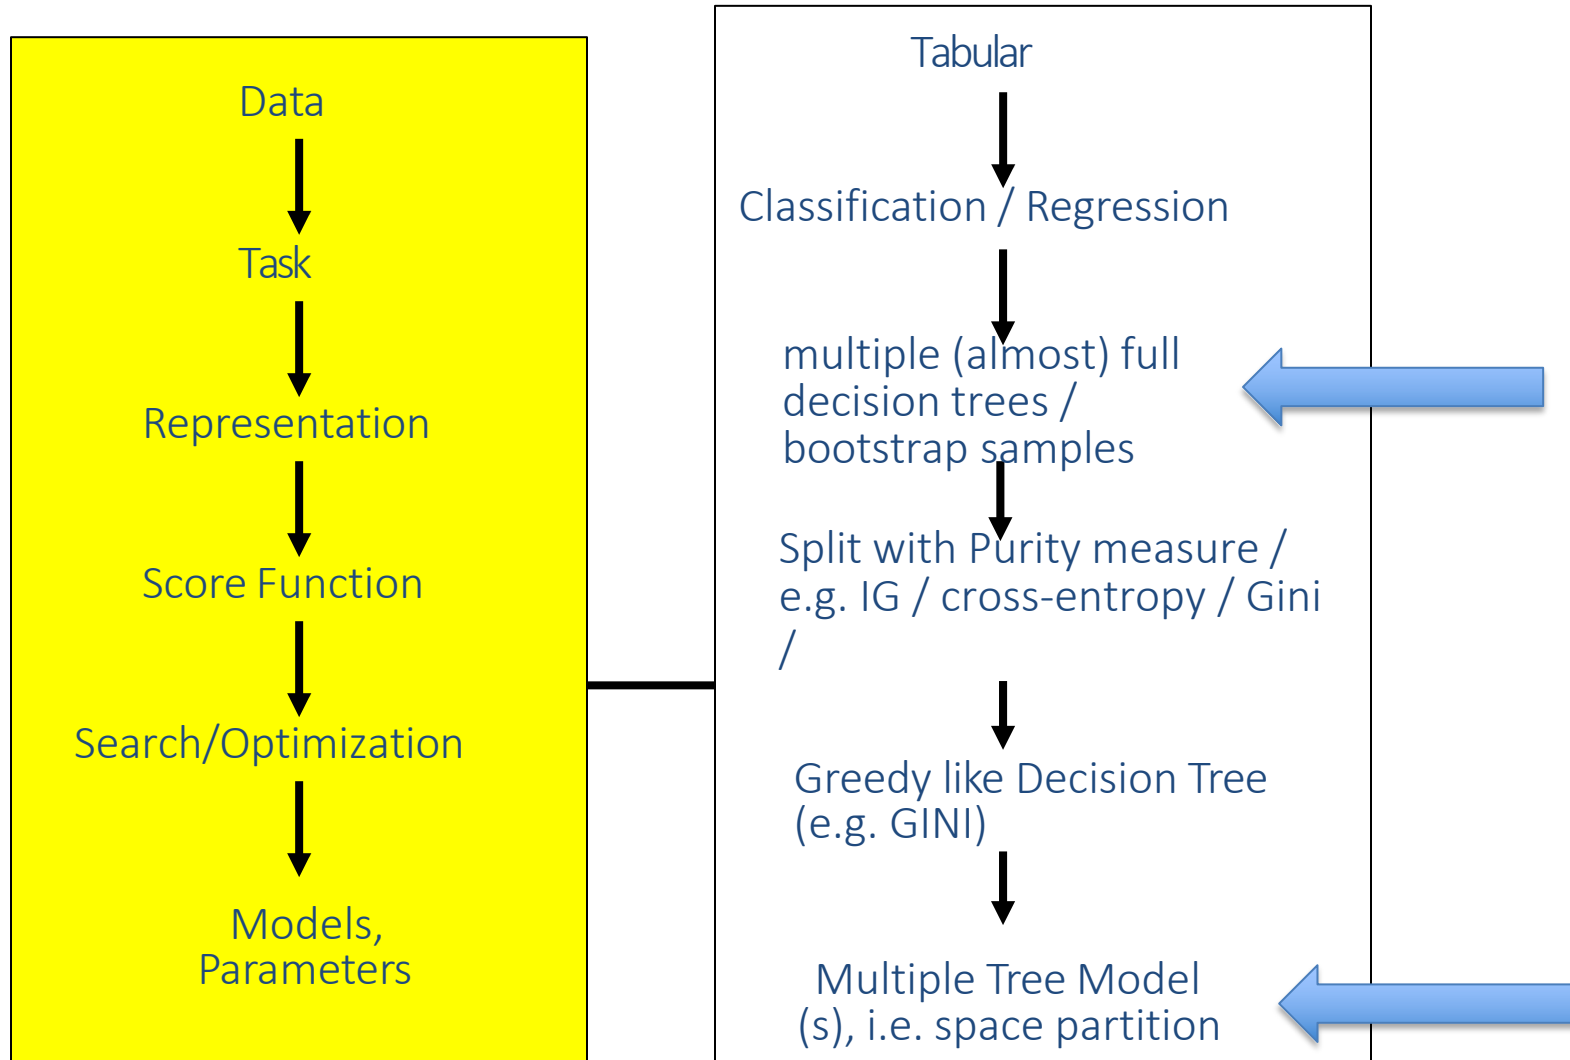 Data
Task
Representation
Score Function
Search/Optimization
Models,
Parameters
Tabular
Classification / Regression
multiple (almost) full
decision trees /
bootstrap samples
Split with Purity measure /
e.g. IG / cross-entropy / Gini
/
Greedy like Decision Tree
(e.g. GINI)
Multiple Tree Model
(s), i.e. space partition